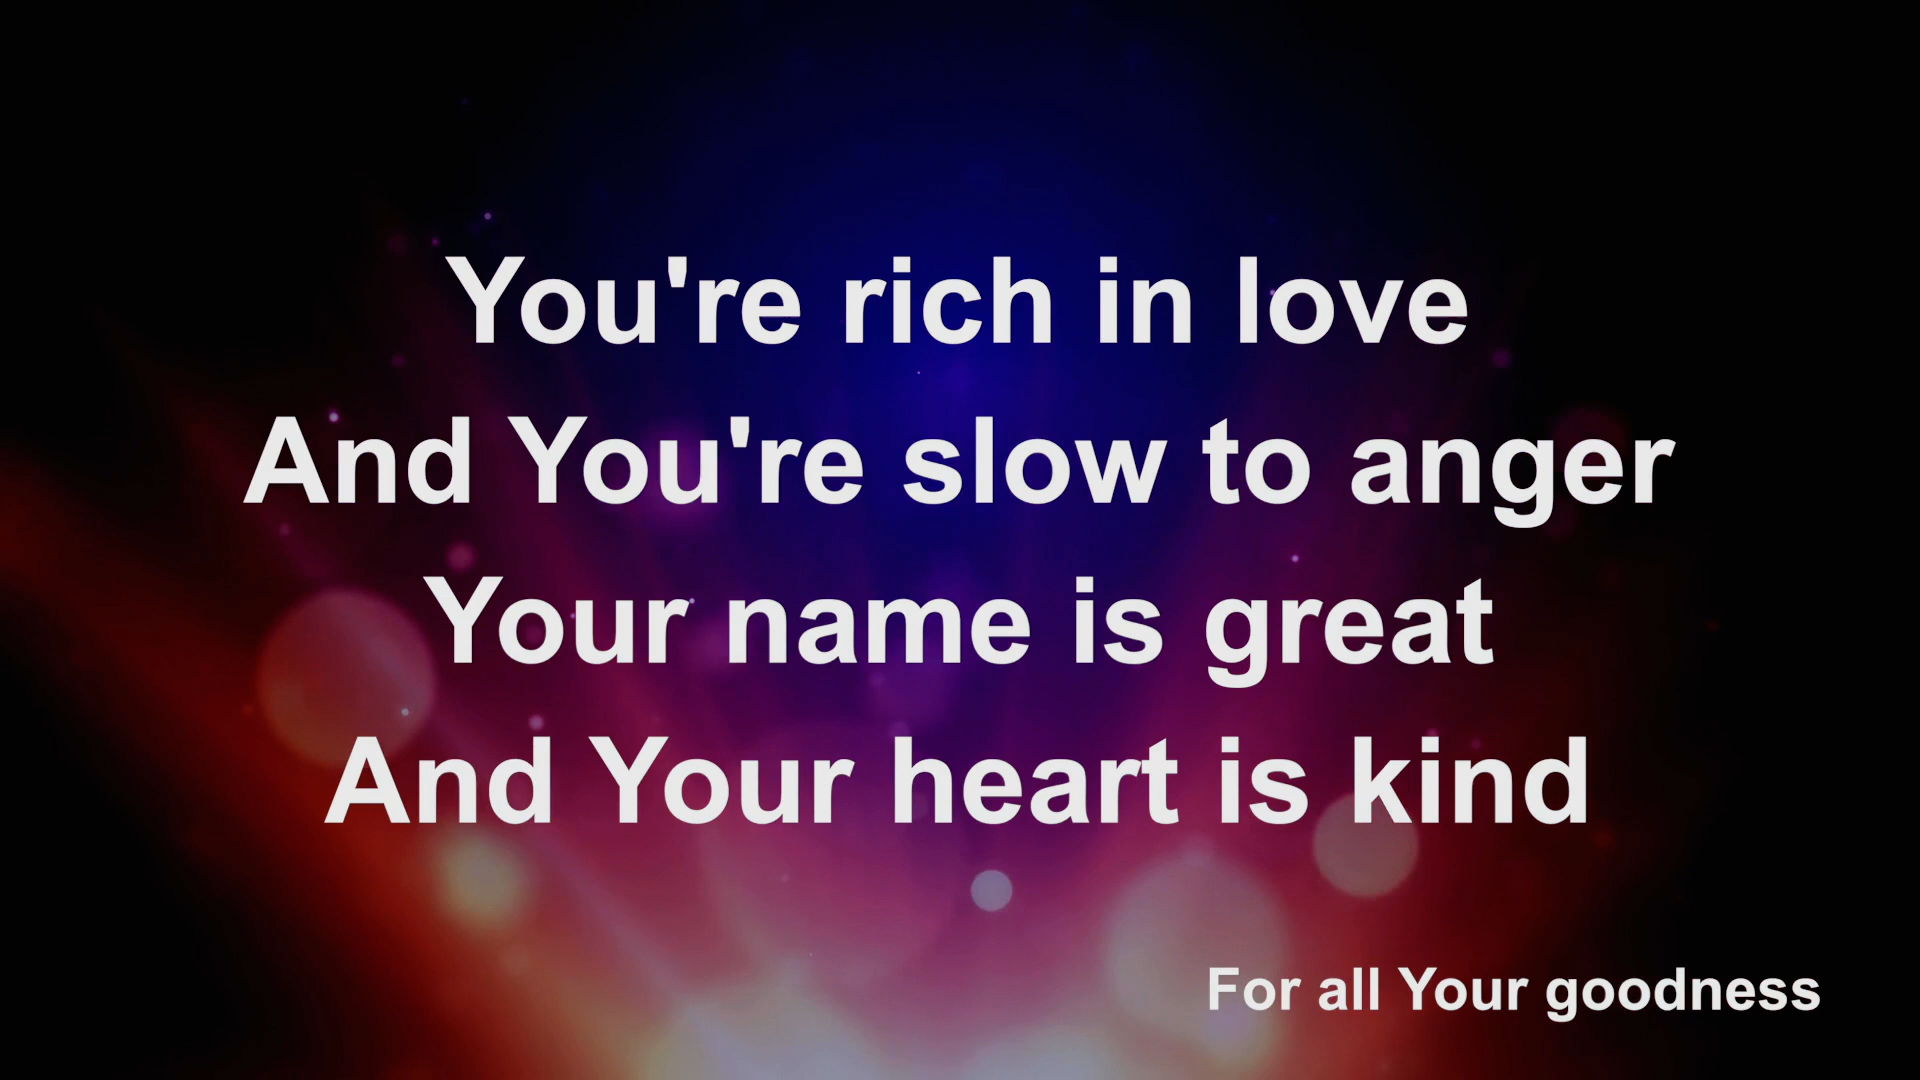 You're rich in love
And You're slow to anger
Your name is great
And Your heart is kind
For all Your goodness